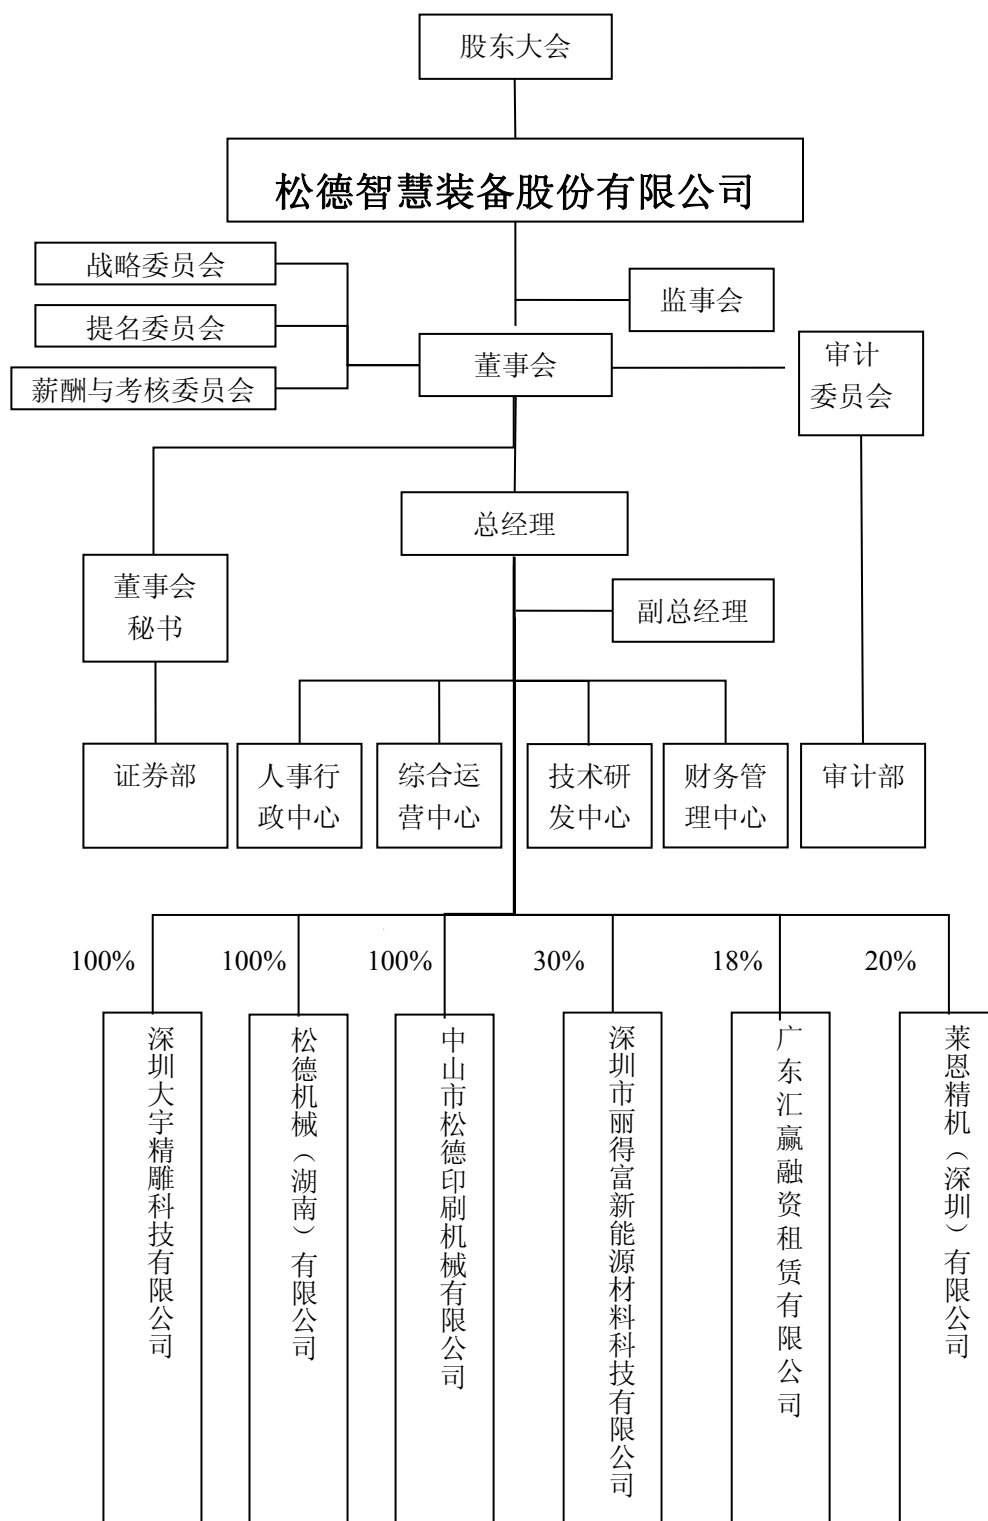 股东大会
松德智慧装备股份有限公司
战略委员会
监事会
提名委员会
董事会
审计
委员会
薪酬与考核委员会
总经理
董事会
秘书
副总经理
证券部
人事行
政中心
综合运
营中心
技术研
发中心
财务管
理中心
审计部
100%
100%
100%
30%
18%
20%
深圳大宇精雕科技有限公司
松德机械（湖南）有限公司
中山市松德印刷机械有限公司
深圳市丽得富新能源材料科技有限公司
广东汇赢融资租赁有限公司
莱恩精机（深圳）有限公司